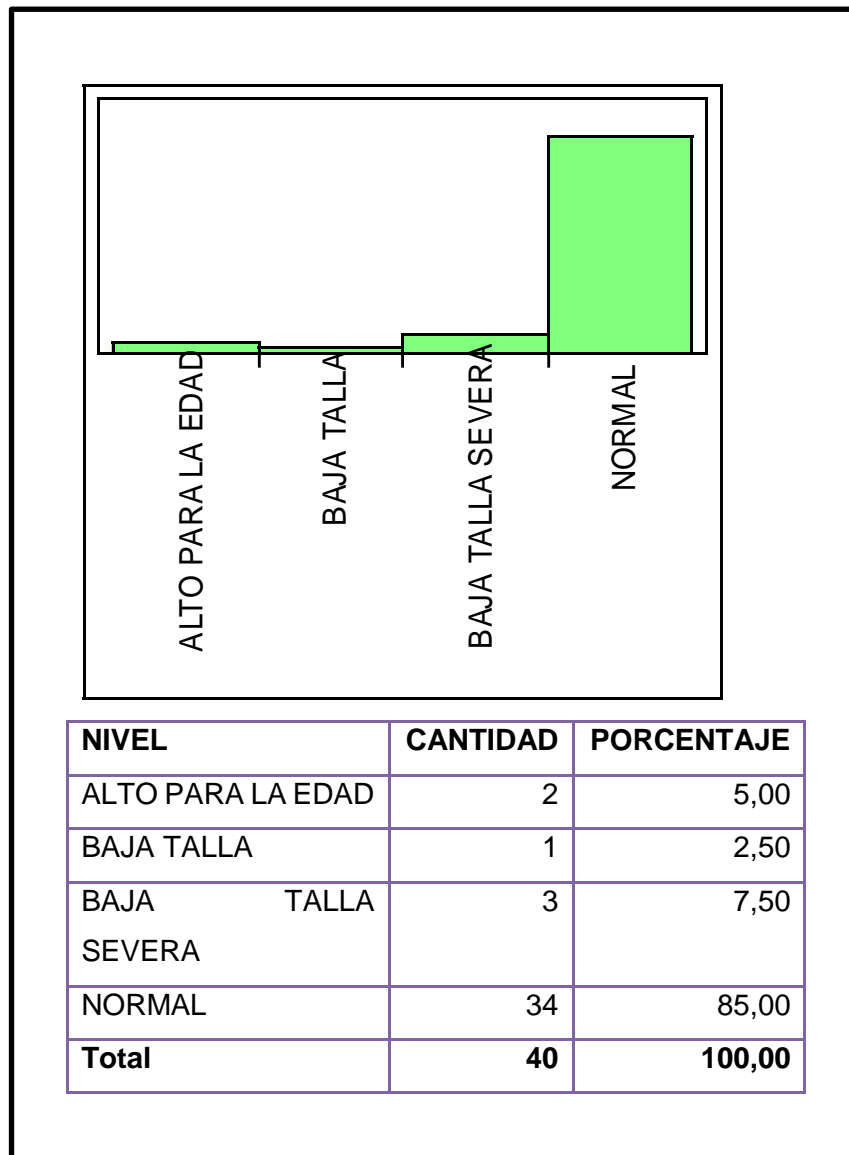 ALTO PARA LA EDAD
BAJA TALLA
BAJA TALLA SEVERA
NORMAL
NIVEL CANTIDAD PORCENTAJE
ALTO PARA LA EDAD 2 5,00
BAJA TALLA 1 2,50
BAJA TALLA 3 7,50
SEVERA
NORMAL 34 85,00
Total 40 100,00